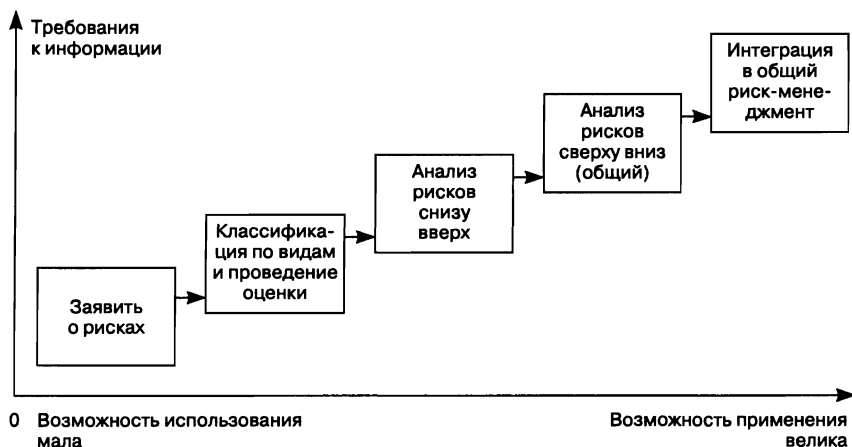 Требования
к информации
Интеграция
в общий
риск-мене-
джмент
Анализ
рисков
сверху вниз
(общий)
Анализ
рисков
снизу
вверх
Классифика-
ция по видам
и проведение
оценки
Заявить
о рисках
0 Возможность использования
мала
Возможность применения
велика